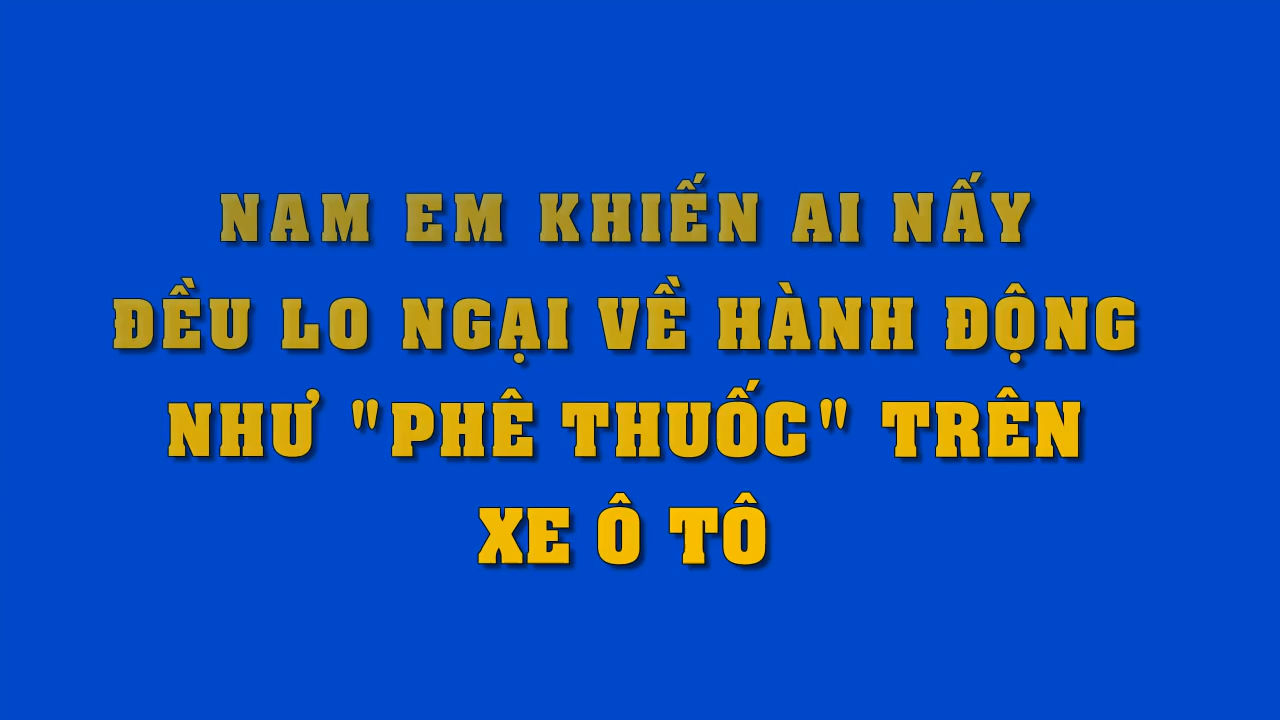 NAM EM KHIẾN AI NẤY
ĐỀU LO NGẠI VỀ HÀNH ĐỘNG
NHƯ "PHÊ THUỐC" TRÊN
XE Ô TÔ